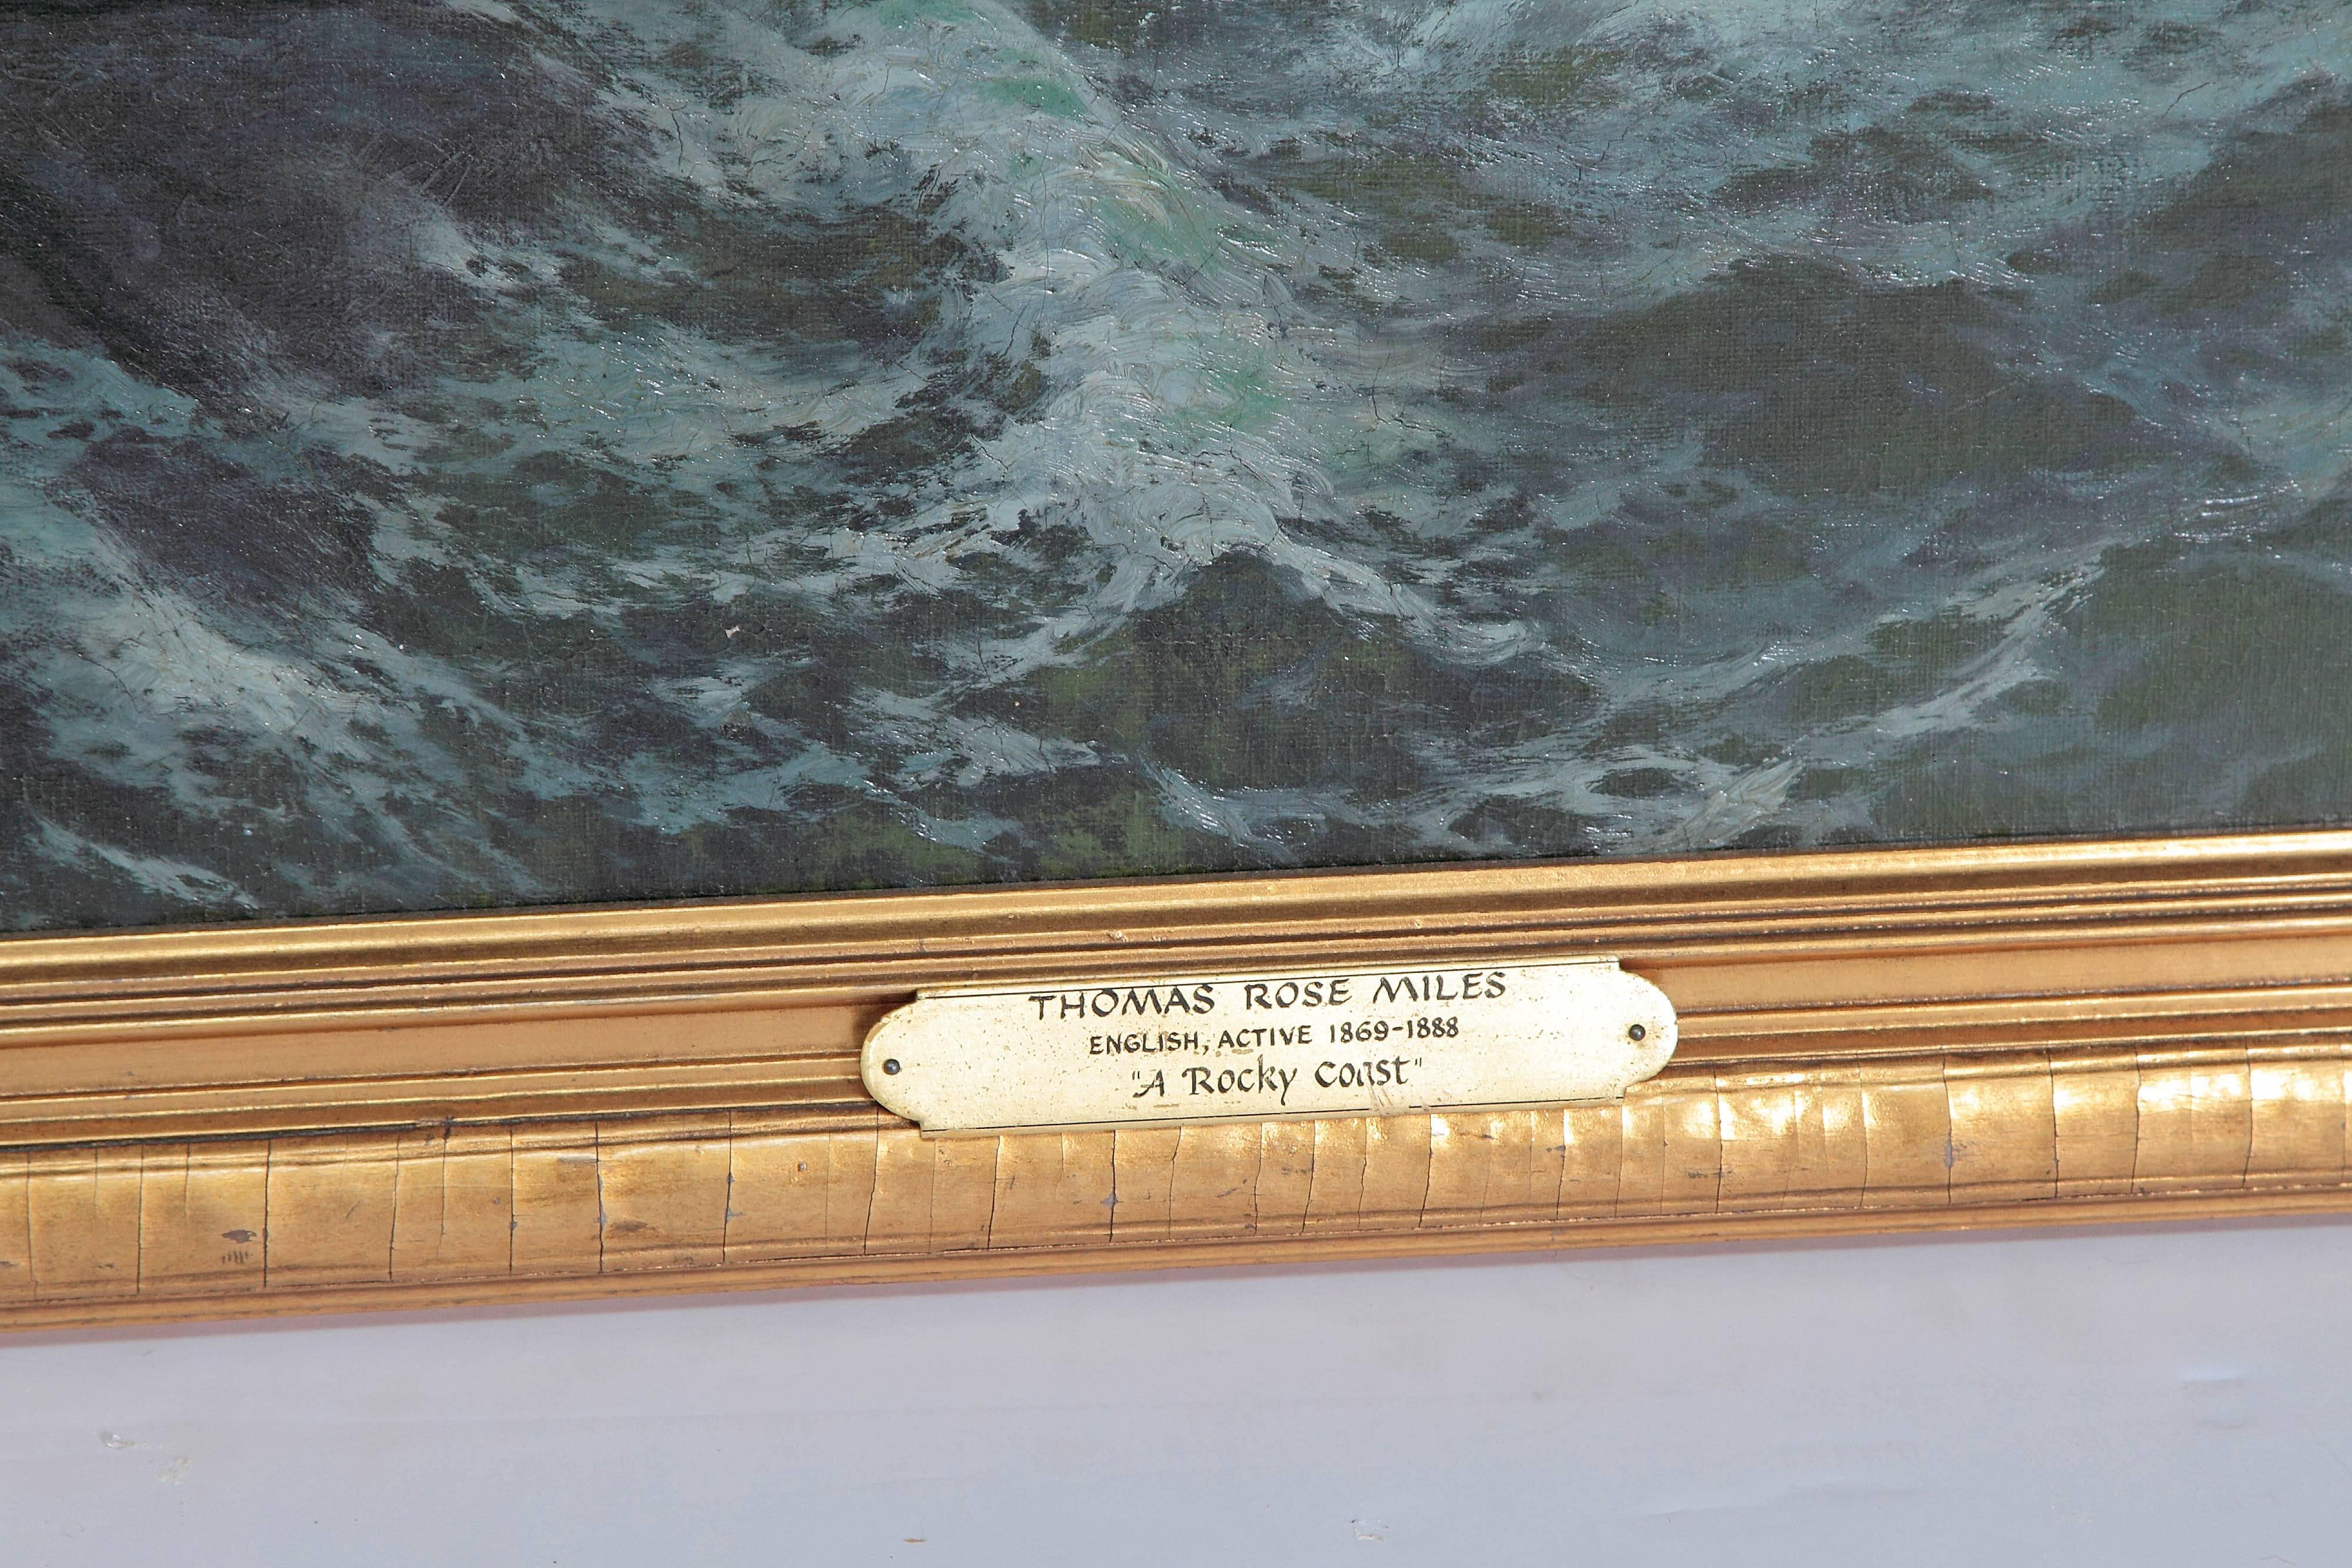 THOMAS ROSE MILES
ENGLISH, ACTIVE 1869-1888
"A Rocky Coast"